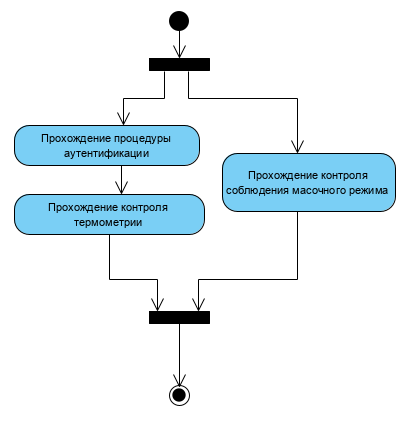 Прохождение процедуры
аутентификации
Прохождение контроля
термометрии
Прохождение контроля
соблюдения масочного режима